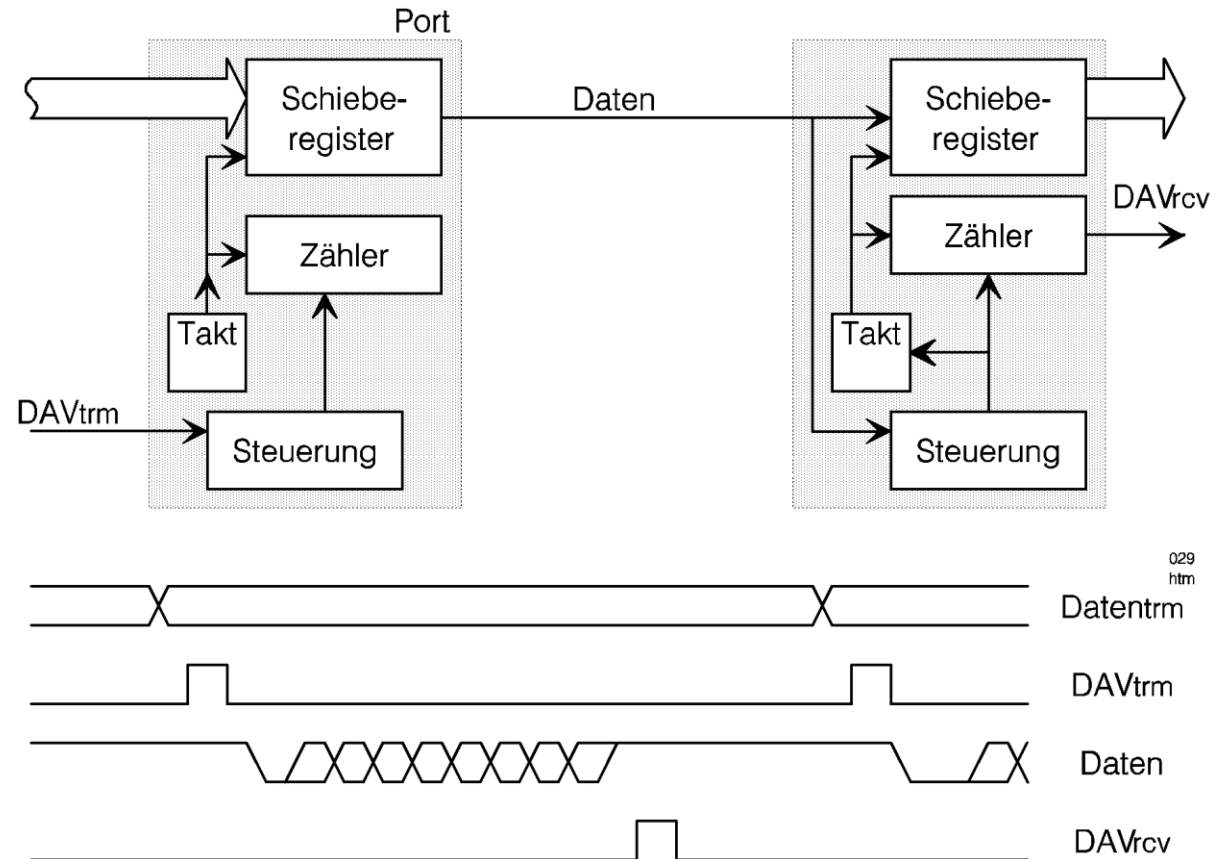 Port
Schiebe-
register
Daten
Schiebe-
register
DAVrcv
Zähler
Zähler
Takt
Takt
DAVtrm
Steuerung
Steuerung
029
htm
Datentrm
DAVtrm
Daten
DAVrcv